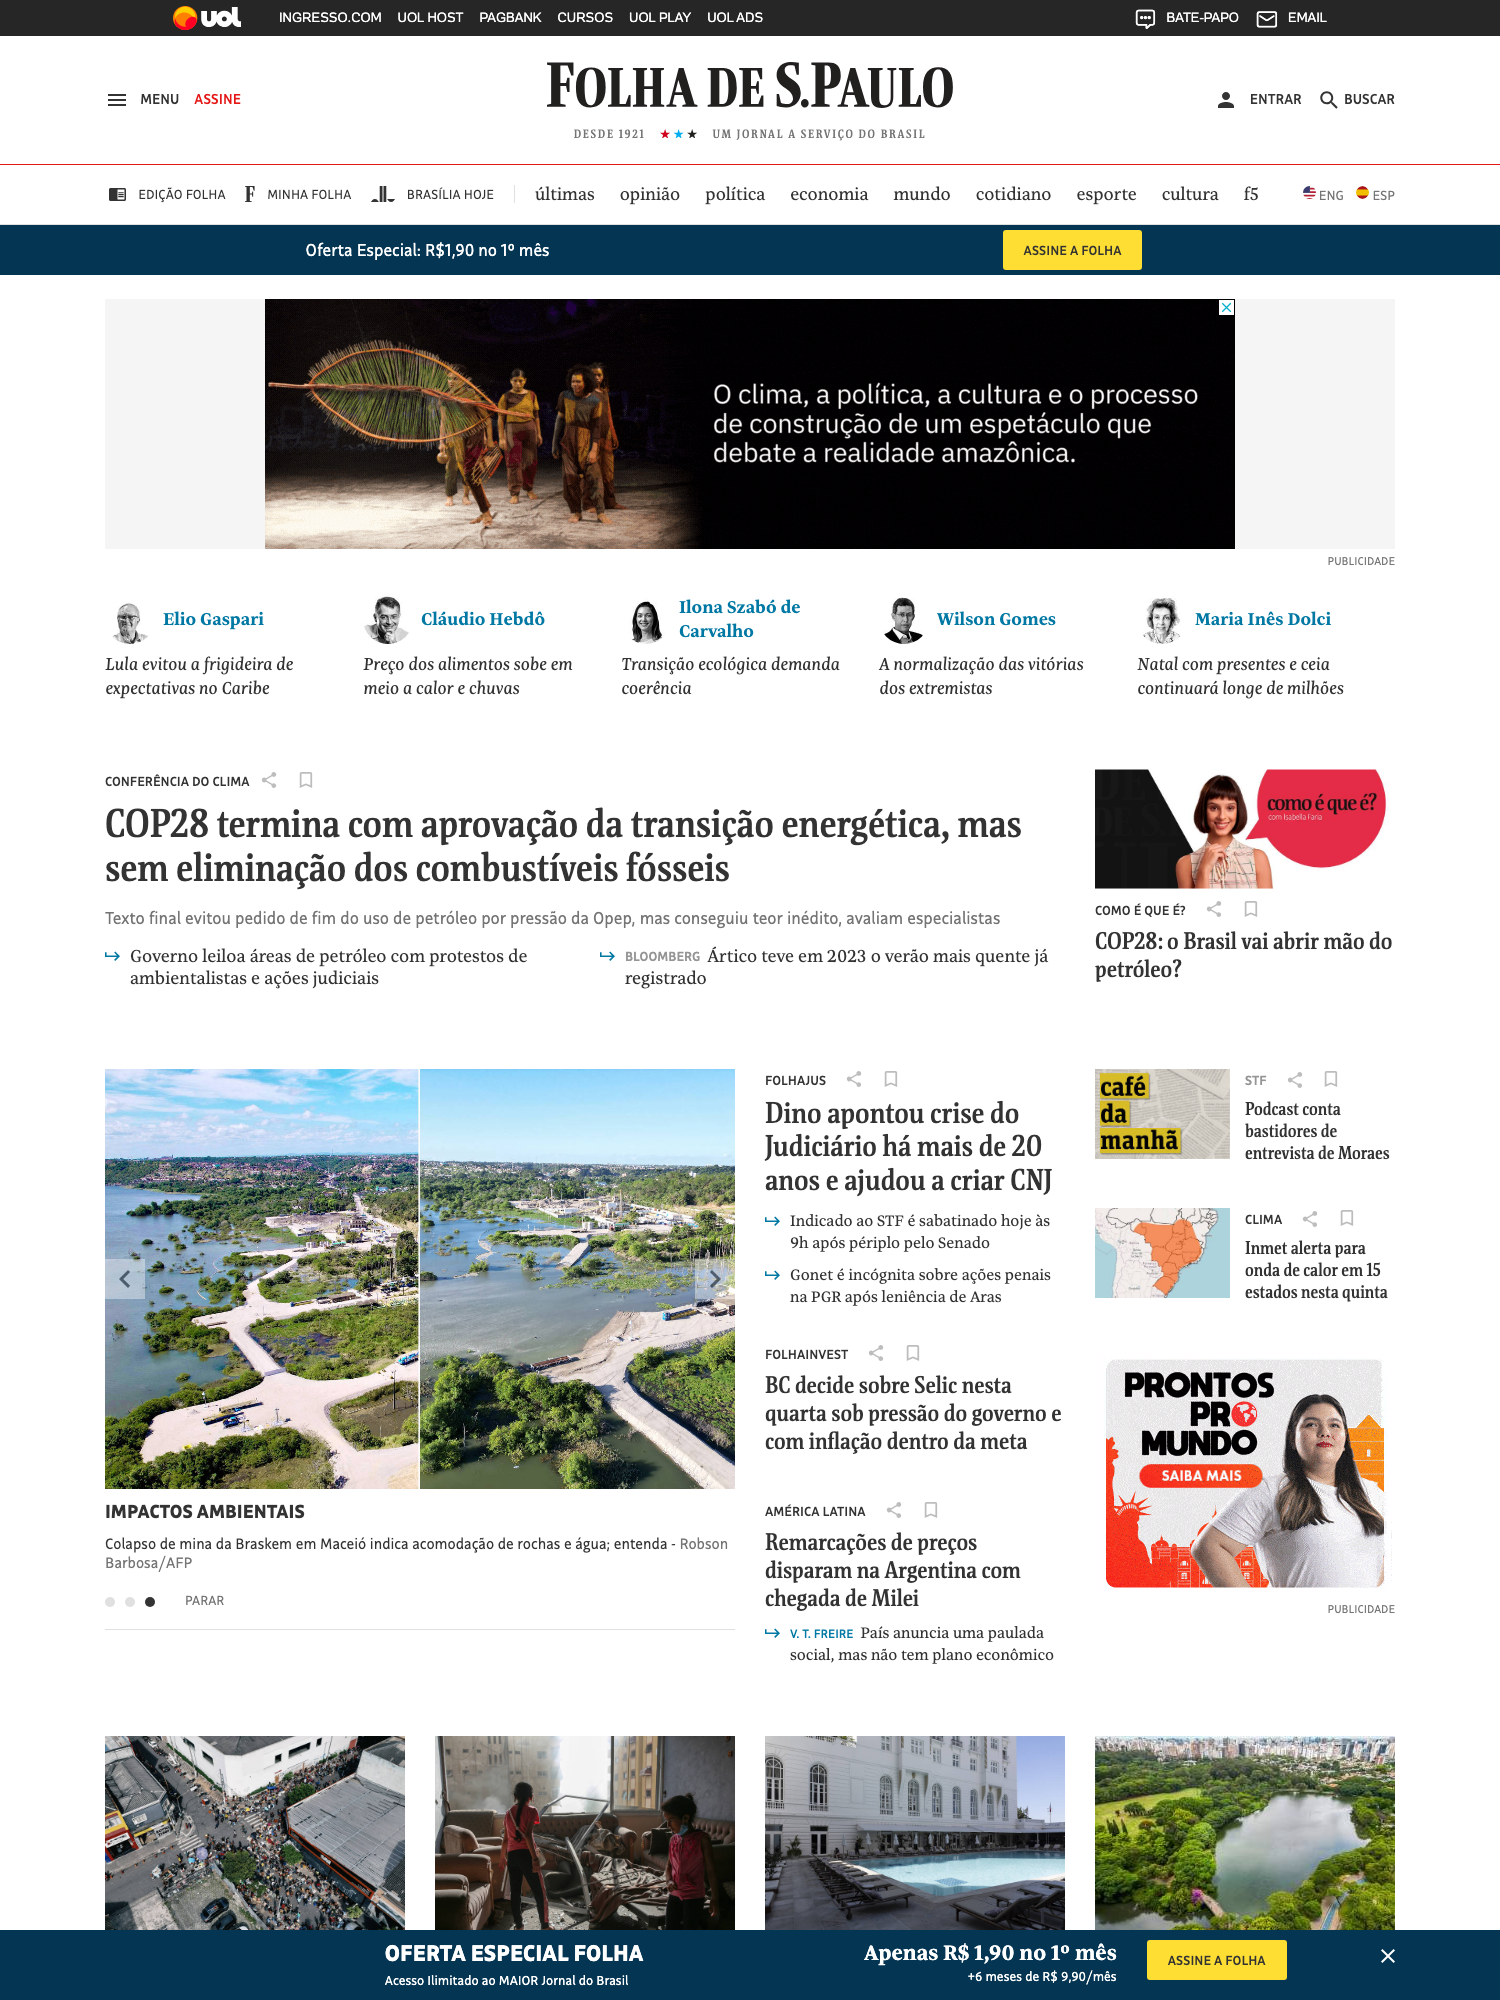 uol INGRESSO.COM UOL HOST PAGBANK CURSOS UOL PLAY UOL ADS BATE-PAPO EMAIL
MENU ASSINE FOLHA DE S.PAULO ENTRAR BUSCAR
DESDE 1921 ★★★ UM JORNAL A SERVIÇO DO BRASIL
EDIÇÃO FOLHA F MINHA FOLHA BRASÍLIA HOJE últimas opinião política economia mundo cotidiano esporte cultura f5 ENG ESP
Oferta Especial: R$1,90 no 1º mês ASSINE A FOLHA
O clima, a política, a cultura e o processo
de construção de um espetáculo que
debate a realidade amazônica.
PUBLICIDADE
Elio Gaspari
Lula evitou a frigideira de
expectativas no Caribe
Cláudio Hebdô
Preço dos alimentos sobe em
meio a calor e chuvas
Ilona Szabó de
Carvalho
Transição ecológica demanda
coerência
Wilson Gomes
A normalização das vitórias
dos extremistas
Maria Inês Dolci
Natal com presentes e ceia
continuará longe de milhões
CONFERÊNCIA DO CLIMA
COP28 termina com aprovação da transição energética, mas
sem eliminação dos combustíveis fósseis
Texto final evitou pedido de fim do uso de petróleo por pressão da Opep, mas conseguiu teor inédito, avaliam especialistas
Governo leiloa áreas de petróleo com protestos de
ambientalistas e ações judiciais
BLOOMBERG Ártico teve em 2023 o verão mais quente já
registrado
como é que é?
com Isabella Faria
COMO É QUE É?
COP28: o Brasil vai abrir mão do
petróleo?
IMPACTOS AMBIENTAIS
Colapso de mina da Braskem em Maceió indica acomodação de rochas e água; entenda - Robson
Barbosa/AFP
PARAR
FOLHAJUS
Dino apontou crise do
Judiciário há mais de 20
anos e ajudou a criar CNJ
Indicado ao STF é sabatinado hoje às
9h após périplo pelo Senado
Gonet é incógnita sobre ações penais
na PGR após leniência de Aras
FOLHAINVEST
BC decide sobre Selic nesta
quarta sob pressão do governo e
com inflação dentro da meta
AMÉRICA LATINA
Remarcações de preços
disparam na Argentina com
chegada de Milei
V. T. FREIRE País anuncia uma paulada
social, mas não tem plano econômico
café
da
manhã
STF
Podcast conta
bastidores de
entrevista de Moraes
CLIMA
Inmet alerta para
onda de calor em 15
estados nesta quinta
PRONTOS
PRO
MUNDO
SAIBA MAIS
PUBLICIDADE
OFERTA ESPECIAL FOLHA
Acesso Ilimitado ao MAIOR Jornal do Brasil
Apenas R$ 1,90 no 1º mês
+6 meses de R$ 9,90/mês
ASSINE A FOLHA